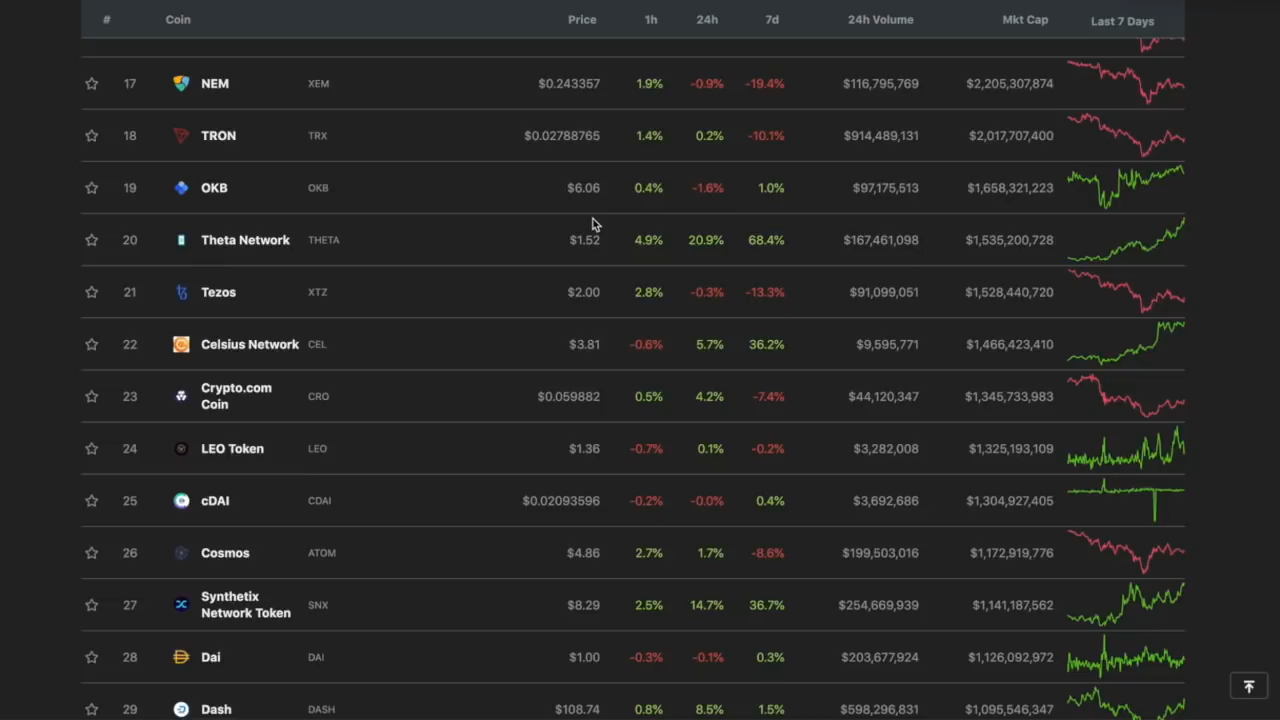 # Coin Price 1h 24h 7d 24h Volume Mkt Cap Last 7 Days
17 NEM XEM $0.243357 1.9% -0.9% -19.4% $116,795,769 $2,205,307,874
18 TRON TRX $0.02788765 1.4% 0.2% -10.1% $914,489,131 $2,017,707,400
19 OKB OKB $6.06 0.4% -1.6% 1.0% $97,175,513 $1,658,321,223
20 Theta Network THETA $1.52 4.9% 20.9% 68.4% $167,461,098 $1,535,200,728
21 Tezos XTZ $2.00 2.8% -0.3% -13.3% $91,099,051 $1,528,440,720
22 Celsius Network CEL $3.81 -0.6% 5.7% 36.2% $9,595,771 $1,466,423,410
23 Crypto.com
Coin CRO $0.059882 0.5% 4.2% -7.4% $44,120,347 $1,345,733,983
24 LEO Token LEO $1.36 -0.7% 0.1% -0.2% $3,282,008 $1,325,193,109
25 cDAI CDAI $0.02093596 -0.2% -0.0% 0.4% $3,692,686 $1,304,927,405
26 Cosmos ATOM $4.86 2.7% 1.7% -8.6% $199,503,016 $1,172,919,776
27 Synthetix
Network Token SNX $8.29 2.5% 14.7% 36.7% $254,669,939 $1,141,187,562
28 Dai DAI $1.00 -0.3% -0.1% 0.3% $203,677,924 $1,126,092,972
29 Dash DASH $108.74 0.8% 8.5% 1.5% $598,296,831 $1,095,546,347